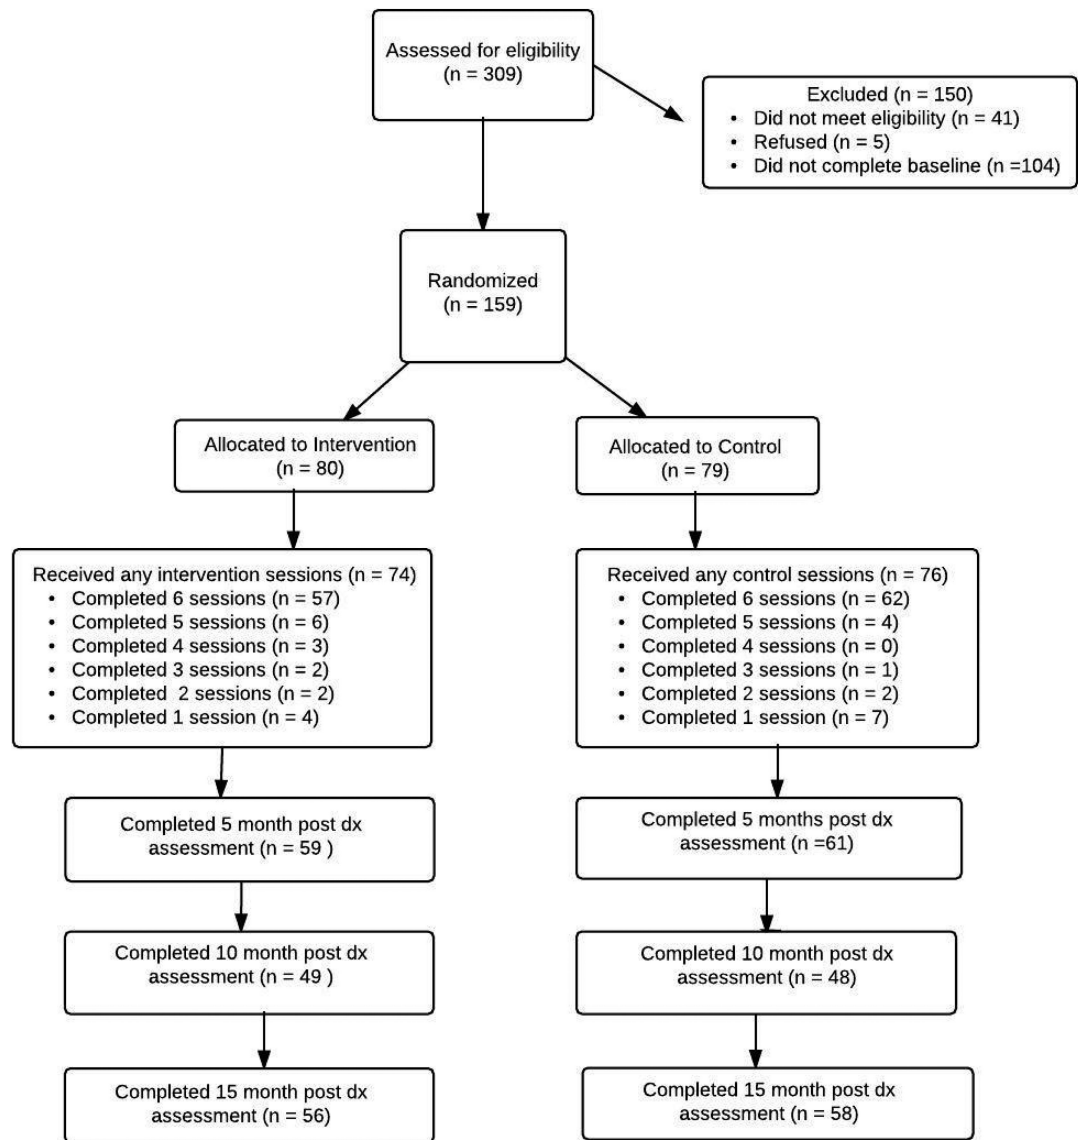 Assessed for eligibility
(n = 309)
Excluded (n = 150)
• Did not meet eligibility (n = 41)
• Refused (n = 5)
• Did not complete baseline (n =104)
Randomized
(n = 159)
Allocated to Intervention
(n = 80)
Allocated to Control
(n = 79)
Received any intervention sessions (n = 74)
• Completed 6 sessions (n = 57)
• Completed 5 sessions (n = 6)
• Completed 4 sessions (n = 3)
• Completed 3 sessions (n = 2)
• Completed  2 sessions (n = 2)
• Completed 1 session (n = 4)
Received any control sessions (n = 76)
• Completed 6 sessions (n = 62)
• Completed 5 sessions (n = 4)
• Completed 4 sessions (n = 0)
• Completed 3 sessions (n = 1)
• Completed 2 sessions (n = 2)
• Completed 1 session (n = 7)
Completed 5 month post dx
assessment (n = 59 )
Completed 5 months post dx
assessment (n =61)
Completed 10 month post dx
assessment (n = 49 )
Completed 10 month post dx
assessment (n = 48)
Completed 15 month post dx
assessment (n = 56)
Completed 15 month post dx
assessment (n = 58)